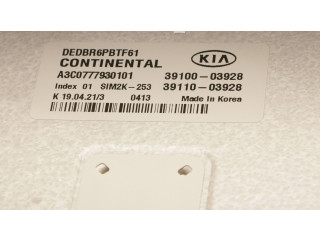 DEDBR6PBTF61
CONTINENTAL
KIA
A3C0777930101 39100-03928
Index 01 SIM2K-253 39110-03928
K 19.04.21/3 0413 Made In Korea